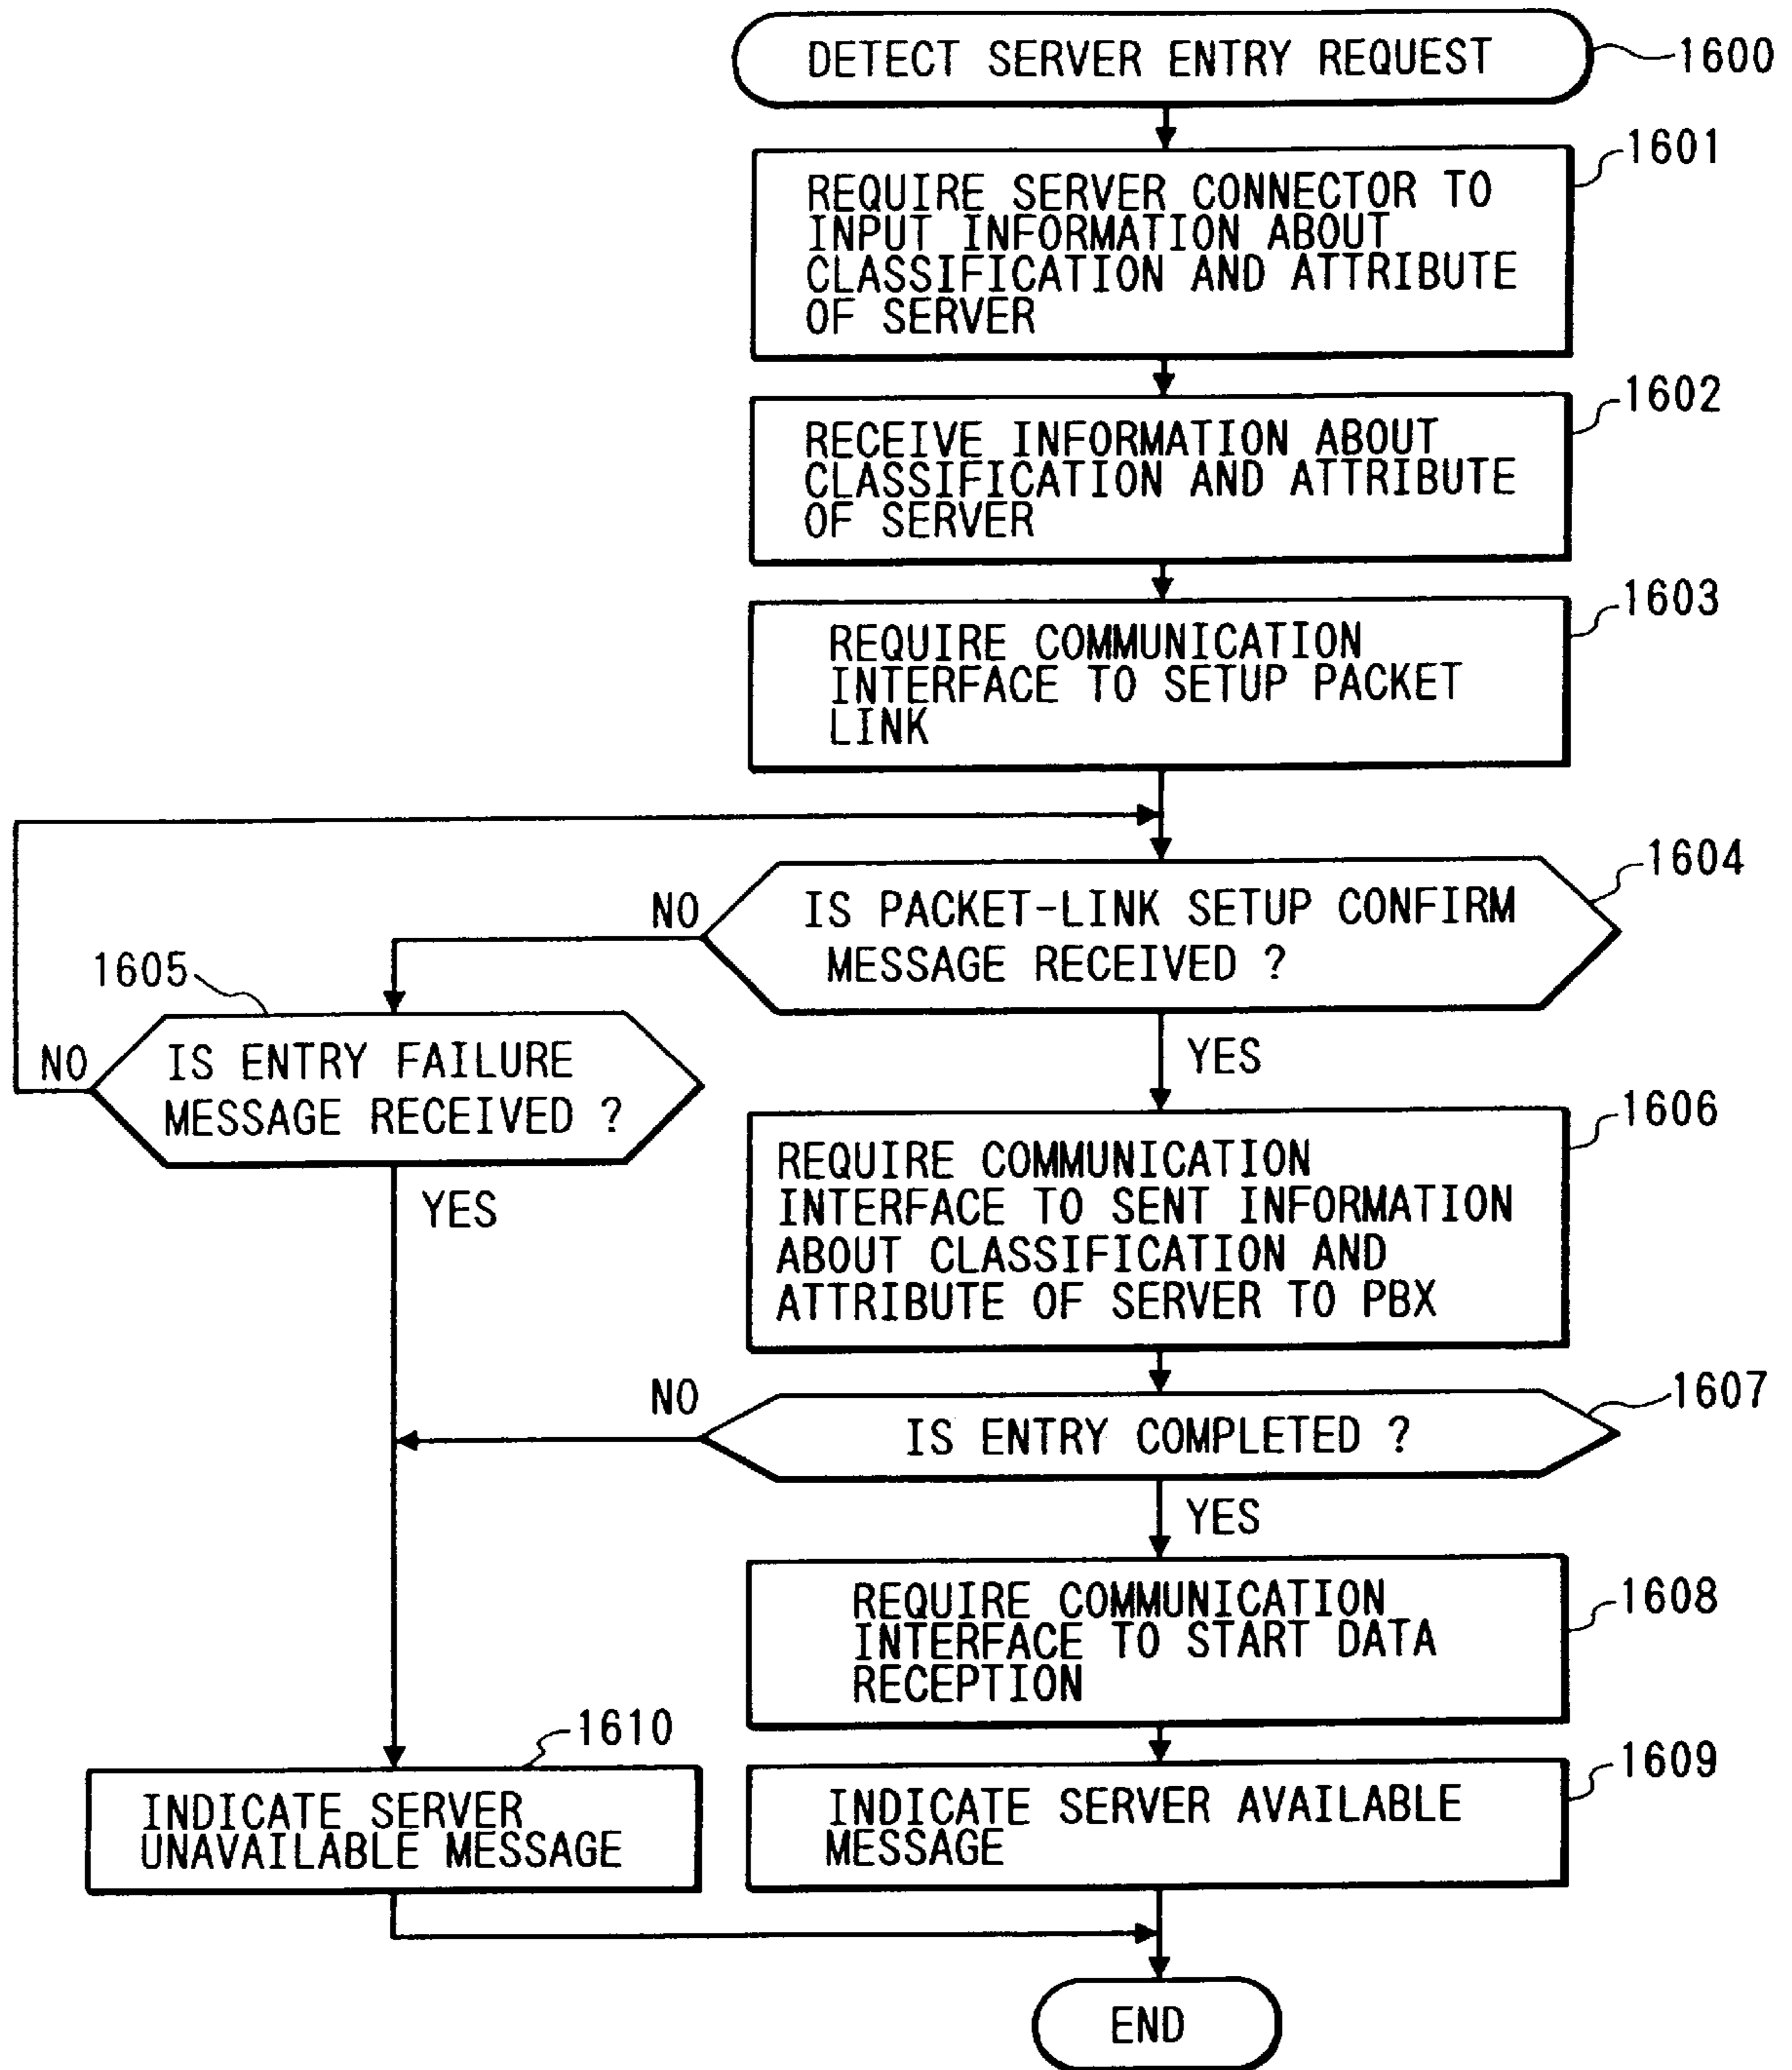 DETECT SERVER ENTRY REQUEST
1600
1601
REQUIRE SERVER CONNECTOR TO
INPUT INFORMATION ABOUT
CLASSIFICATION AND ATTRIBUTE
OF SERVER
1602
RECEIVE INFORMATION ABOUT
CLASSIFICATION AND ATTRIBUTE
OF SERVER
1603
REQUIRE COMMUNICATION
INTERFACE TO SETUP PACKET
LINK
1604
NO
IS PACKET-LINK SETUP CONFIRM
MESSAGE RECEIVED ?
1605
NO
IS ENTRY FAILURE
MESSAGE RECEIVED ?
YES
YES
1606
REQUIRE COMMUNICATION
INTERFACE TO SENT INFORMATION
ABOUT CLASSIFICATION AND
ATTRIBUTE OF SERVER TO PBX
NO
1607
IS ENTRY COMPLETED ?
YES
1608
REQUIRE COMMUNICATION
INTERFACE TO START DATA
RECEPTION
1610
INDICATE SERVER
UNAVAILABLE MESSAGE
1609
INDICATE SERVER AVAILABLE
MESSAGE
END